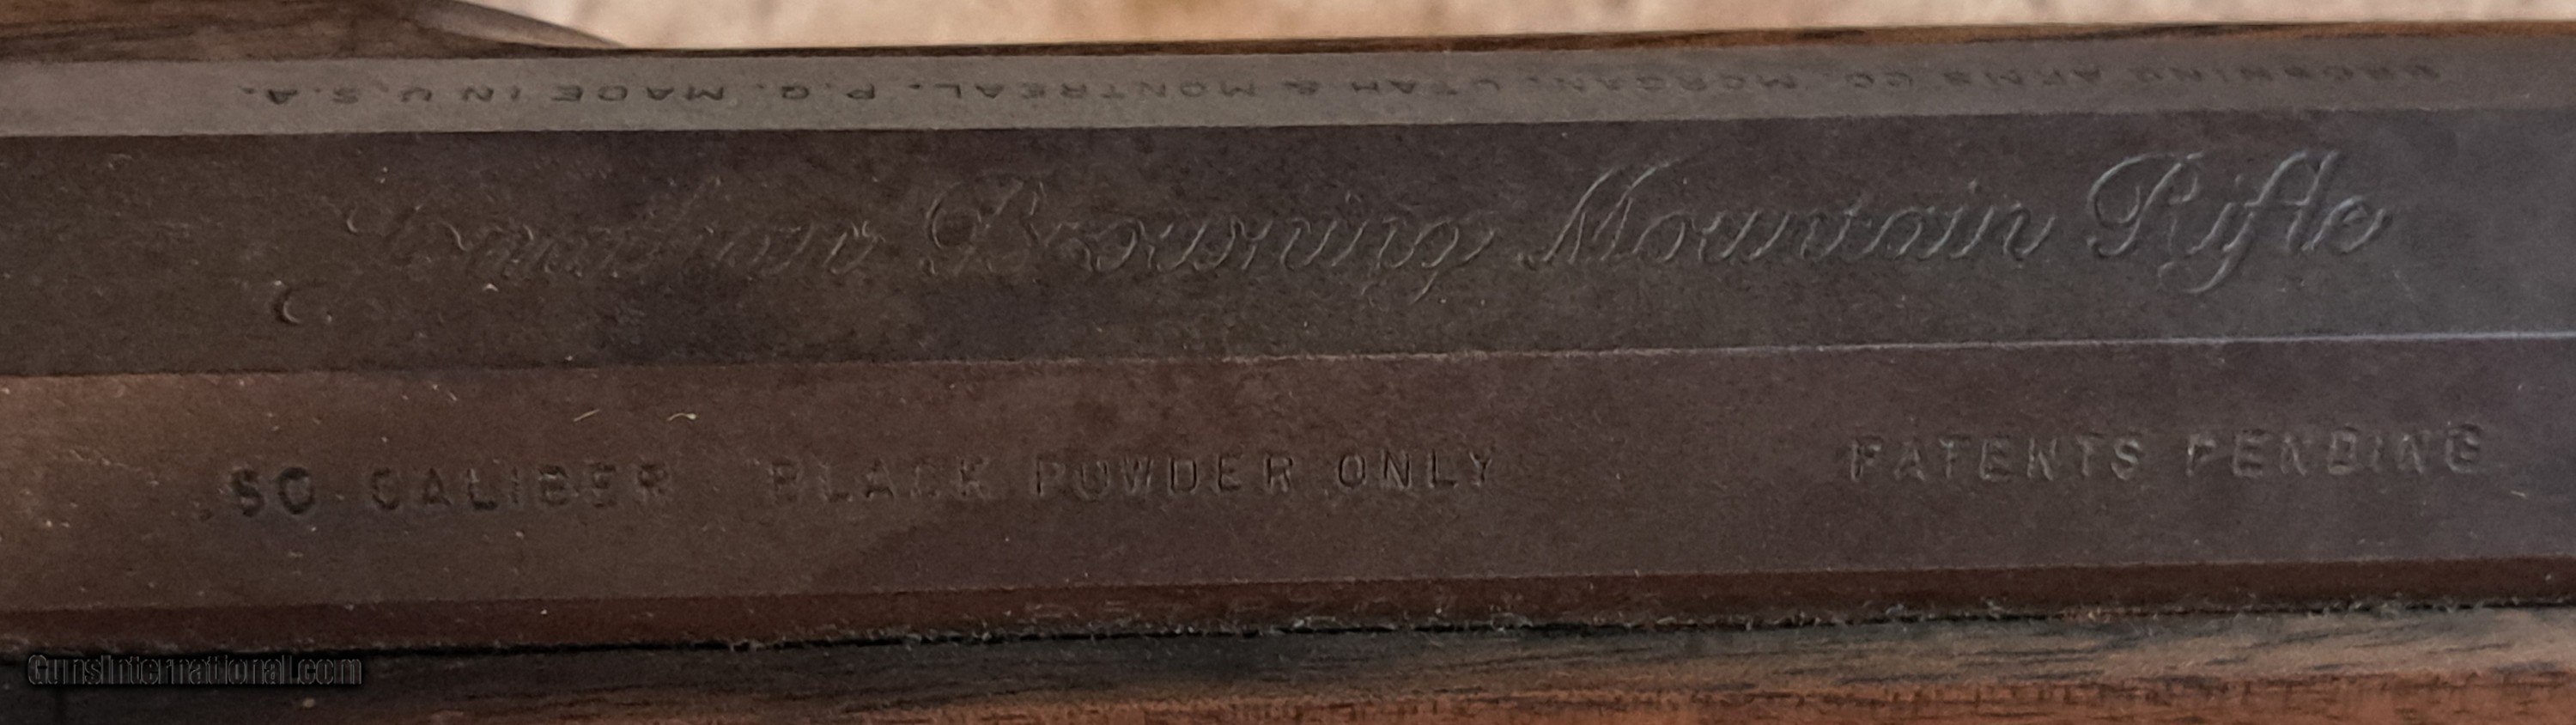 BROWNING ARMS CO. MORGAN, UTAH & MONTREAL, P.Q. MADE IN U.S.A.
Jonathan Browning Mountain Rifle
.50 CALIBER BLACK POWDER ONLY PATENTS PENDING
GunsInternational.com